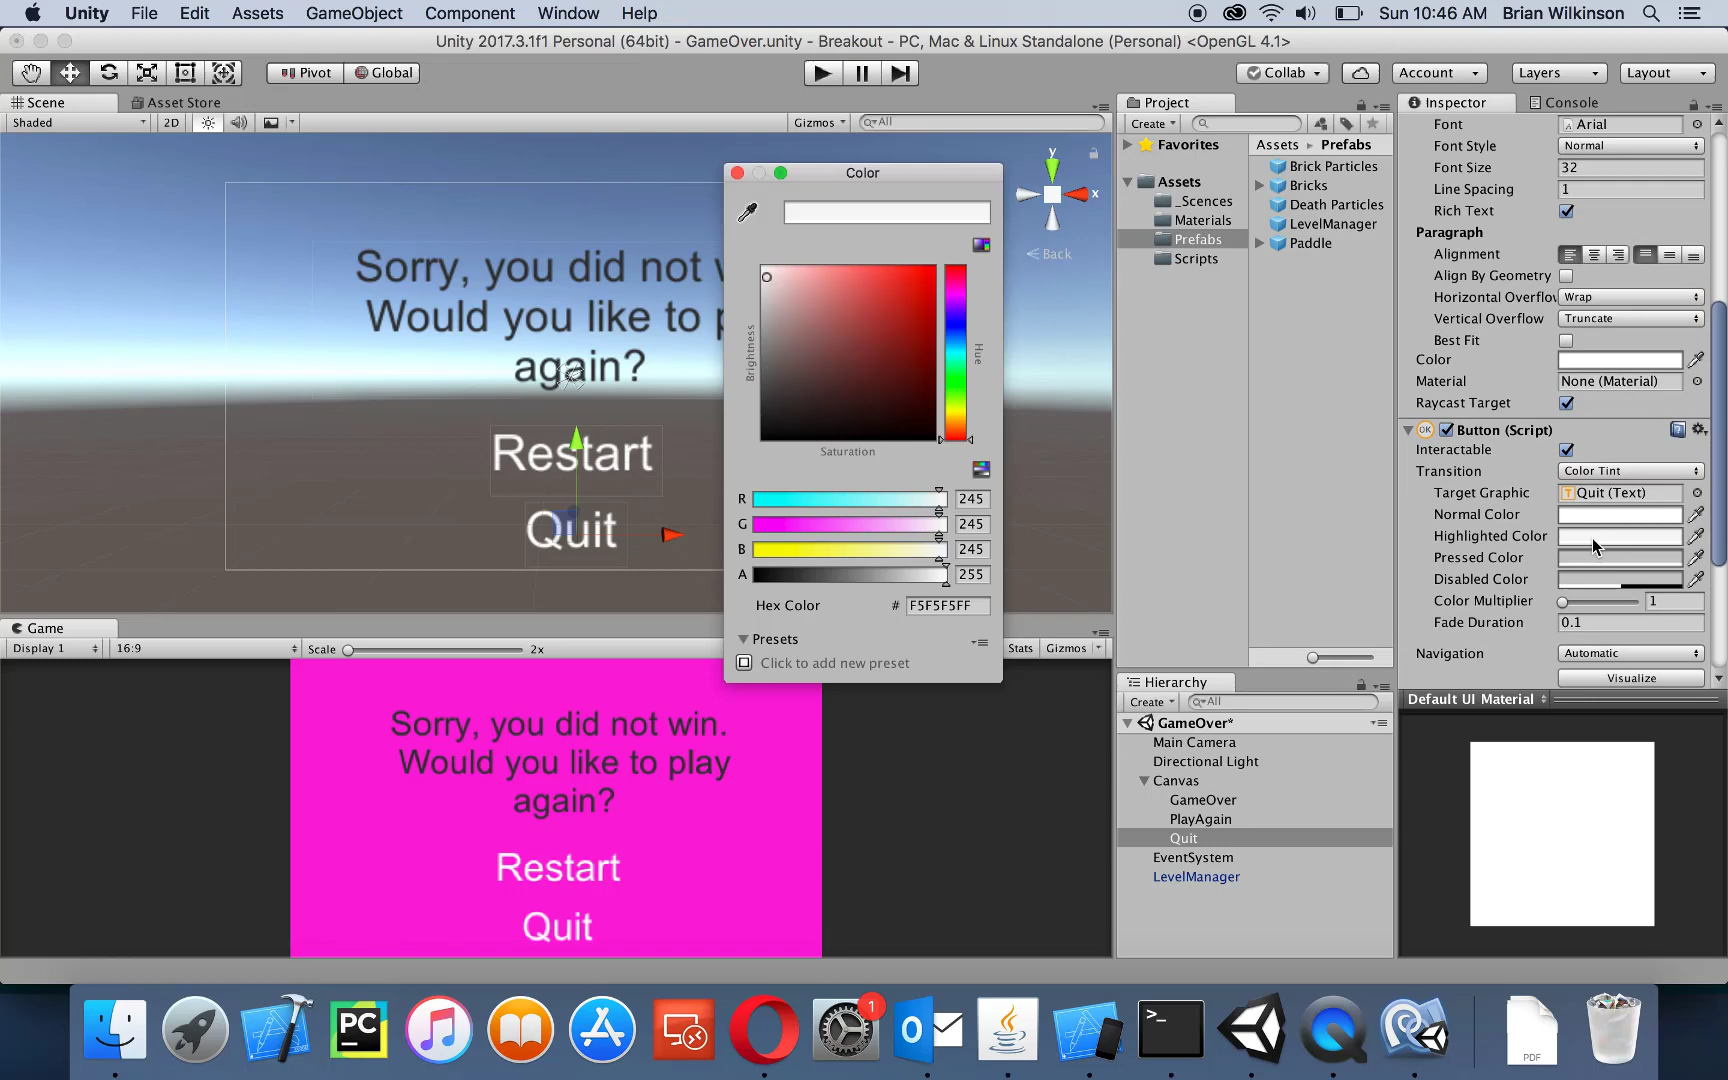 Unity File Edit Assets GameObject Component Window Help Sun 10:46 AM Brian Wilkinson
Unity 2017.3.1f1 Personal (64bit) - GameOver.unity - Breakout - PC, Mac & Linux Standalone (Personal) <OpenGL 4.1>
Pivot Global Collab Account Layers Layout
Scene Asset Store
Shaded 2D Gizmos All
y
x
Back
Sorry, you did not w
Would you like to p
again?
Restart
Quit
Color
Brightness
Hue
Saturation
R 245
G 245
B 245
A 255
Hex Color # F5F5F5FF
Presets
Click to add new preset
Game
Display 1 16:9 Scale 2x Stats Gizmos
Sorry, you did not win.
Would you like to play
again?
Restart
Quit
Project
Create
Favorites
Assets
_Scences
Materials
Prefabs
Scripts
Assets Prefabs
Brick Particles
Bricks
Death Particles
LevelManager
Paddle
Hierarchy
Create All
GameOver*
Main Camera
Directional Light
Canvas
GameOver
PlayAgain
Quit
EventSystem
LevelManager
Inspector Console
Font Arial
Font Style Normal
Font Size 32
Line Spacing 1
Rich Text
Paragraph
Alignment
Align By Geometry
Horizontal Overflow Wrap
Vertical Overflow Truncate
Best Fit
Color
Material None (Material)
Raycast Target
OK Button (Script)
Interactable
Transition Color Tint
Target Graphic T Quit (Text)
Normal Color
Highlighted Color
Pressed Color
Disabled Color
Color Multiplier 1
Fade Duration 0.1
Navigation Automatic
Visualize
Default UI Material
PC
1
>_
PDF